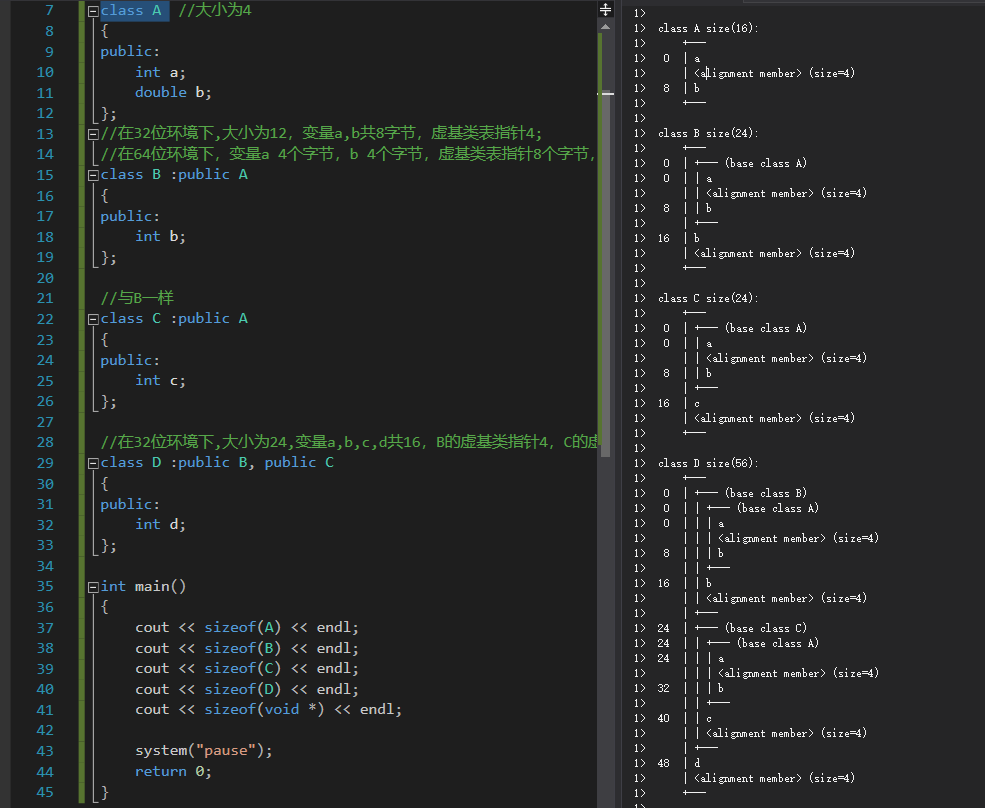 7 class A //大小为4
8 {
9 public:
10 int a;
11 double b;
12 };
13 //在32位环境下,大小为12，变量a,b共8字节，虚基类表指针4;
14 //在64位环境下，变量a 4个字节，b 4个字节，虚基类表指针8个字节，
15 class B :public A
16 {
17 public:
18 int b;
19 };
20
21 //与B一样
22 class C :public A
23 {
24 public:
25 int c;
26 };
27
28 //在32位环境下,大小为24,变量a,b,c,d共16，B的虚基类指针4，C的虚
29 class D :public B, public C
30 {
31 public:
32 int d;
33 };
34
35 int main()
36 {
37 cout << sizeof(A) << endl;
38 cout << sizeof(B) << endl;
39 cout << sizeof(C) << endl;
40 cout << sizeof(D) << endl;
41 cout << sizeof(void *) << endl;
42
43 system("pause");
44 return 0;
45 }
1>
1> class A size(16):
1> +---
1> 0 | a
1> | <alignment member> (size=4)
1> 8 | b
1> +---
1>
1> class B size(24):
1> +---
1> 0 | +--- (base class A)
1> 0 | | a
1> | | <alignment member> (size=4)
1> 8 | | b
1> | +---
1> 16 | b
1> | <alignment member> (size=4)
1> +---
1>
1> class C size(24):
1> +---
1> 0 | +--- (base class A)
1> 0 | | a
1> | | <alignment member> (size=4)
1> 8 | | b
1> | +---
1> 16 | c
1> | <alignment member> (size=4)
1> +---
1>
1> class D size(56):
1> +---
1> 0 | +--- (base class B)
1> 0 | | +--- (base class A)
1> 0 | | | a
1> | | | <alignment member> (size=4)
1> 8 | | | b
1> | | +---
1> 16 | | b
1> | | <alignment member> (size=4)
1> | +---
1> 24 | +--- (base class C)
1> 24 | | +--- (base class A)
1> 24 | | | a
1> | | | <alignment member> (size=4)
1> 32 | | | b
1> | | +---
1> 40 | | c
1> | | <alignment member> (size=4)
1> | +---
1> 48 | d
1> | <alignment member> (size=4)
1> +---
1>